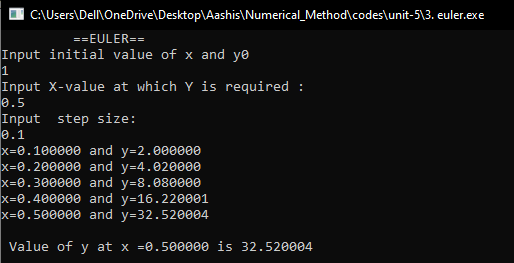 C:\Users\Dell\OneDrive\Desktop\Aashis\Numerical_Method\codes\unit-5\3. euler.exe
==EULER==
Input initial value of x and y0
1
Input X-value at which Y is required :
0.5
Input  step size:
0.1
x=0.100000 and y=2.000000
x=0.200000 and y=4.020000
x=0.300000 and y=8.080000
x=0.400000 and y=16.220001
x=0.500000 and y=32.520004
Value of y at x =0.500000 is 32.520004